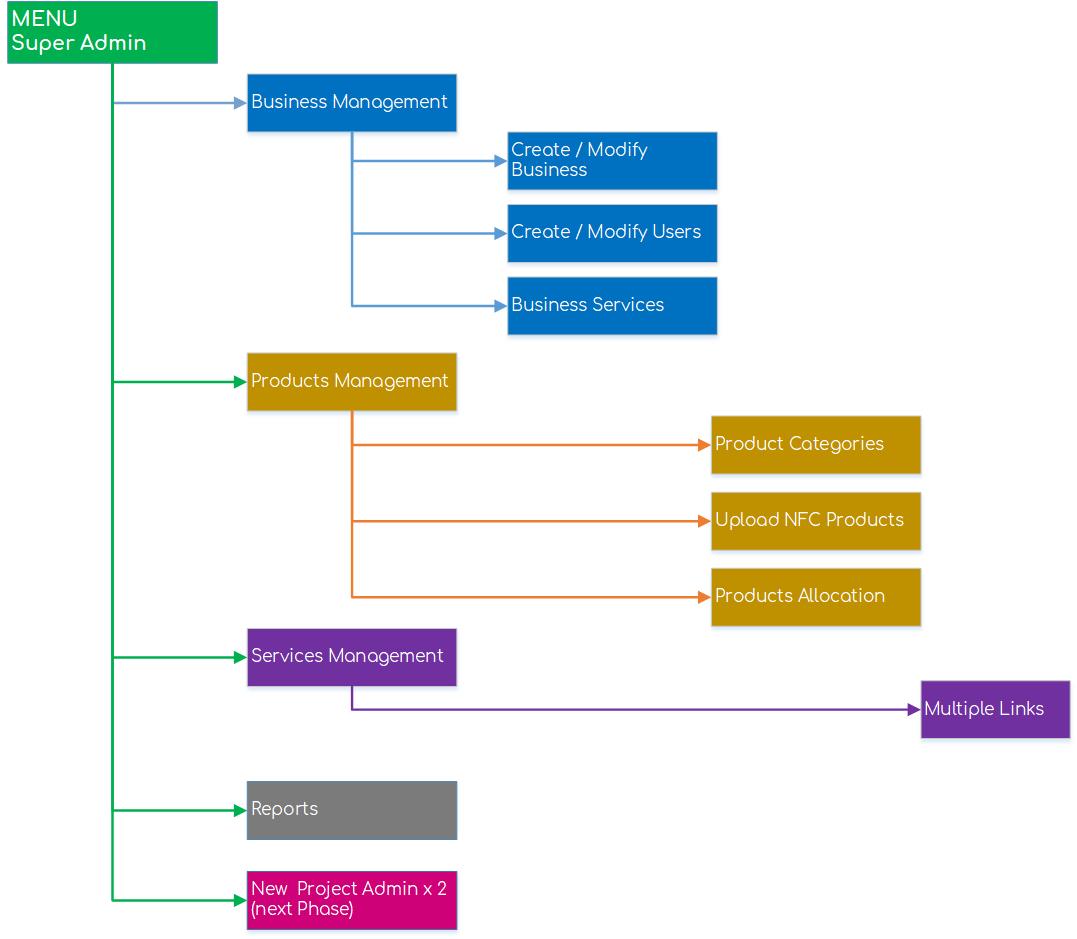 MENU
Super Admin
Business Management
Create / Modify
Business
Create / Modify Users
Business Services
Products Management
Product Categories
Upload NFC Products
Products Allocation
Services Management
Multiple Links
Reports
New  Project Admin x 2
(next Phase)